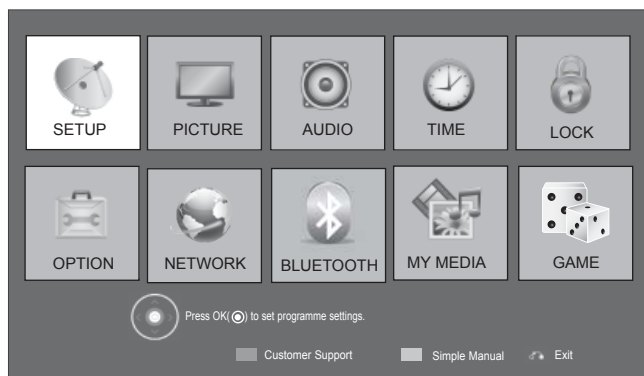 SETUP PICTURE AUDIO TIME LOCK
OPTION NETWORK BLUETOOTH MY MEDIA GAME
Press OK(◉) to set programme settings.
Customer Support Simple Manual Exit